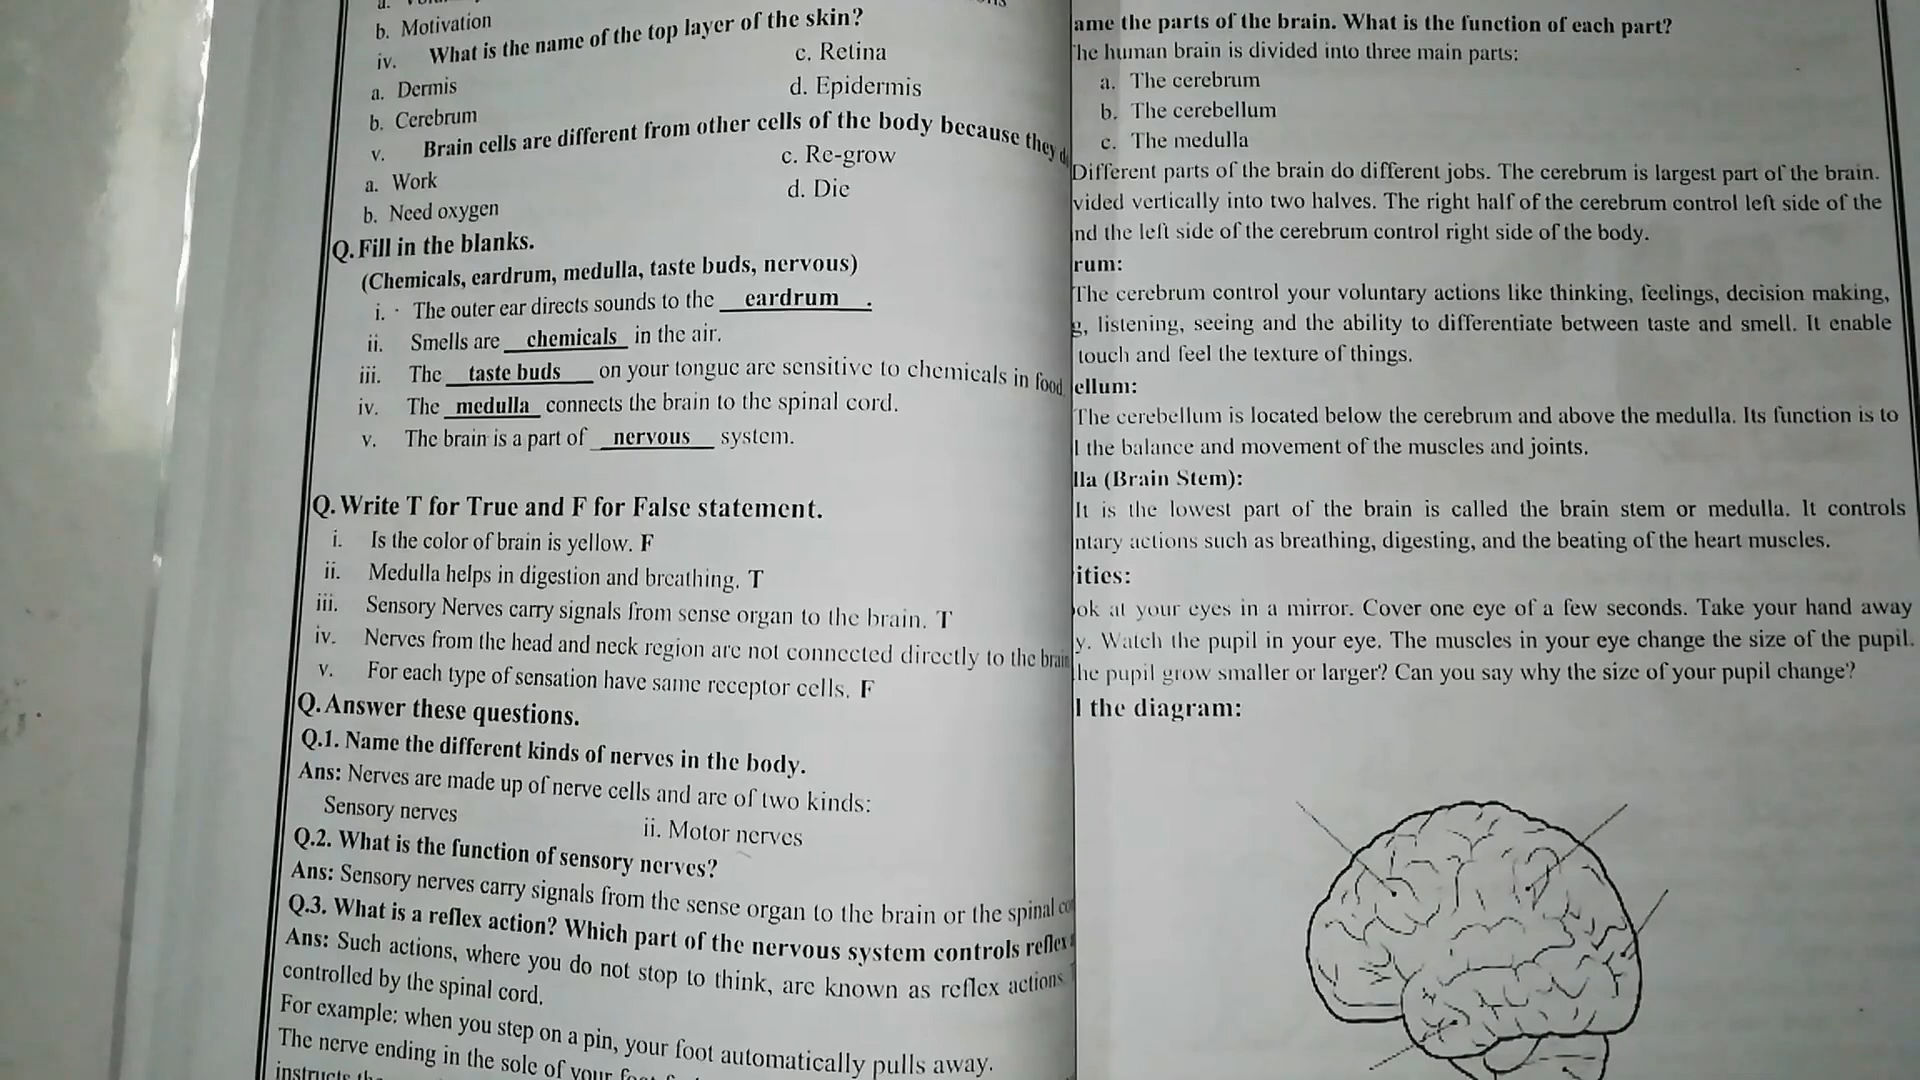 b. Motivation
iv. What is the name of the top layer of the skin?
a. Dermis
c. Retina
b. Cerebrum
d. Epidermis
v. Brain cells are different from other cells of the body because they
a. Work
c. Re-grow
b. Need oxygen
d. Die
Q. Fill in the blanks.
(Chemicals, eardrum, medulla, taste buds, nervous)
i. The outer ear directs sounds to the eardrum .
ii. Smells are chemicals in the air.
iii. The taste buds on your tongue are sensitive to chemicals in food
iv. The medulla connects the brain to the spinal cord.
v. The brain is a part of nervous system.
Q. Write T for True and F for False statement.
i. Is the color of brain is yellow. F
ii. Medulla helps in digestion and breathing. T
iii. Sensory Nerves carry signals from sense organ to the brain. T
iv. Nerves from the head and neck region are not connected directly to the brain
v. For each type of sensation have same receptor cells. F
Q. Answer these questions.
Q.1. Name the different kinds of nerves in the body.
Ans: Nerves are made up of nerve cells and are of two kinds:
Sensory nerves ii. Motor nerves
Q.2. What is the function of sensory nerves?
Ans: Sensory nerves carry signals from the sense organ to the brain or the spinal
Q.3. What is a reflex action? Which part of the nervous system controls reflex
Ans: Such actions, where you do not stop to think, are known as reflex actions.
controlled by the spinal cord.
For example: when you step on a pin, your foot automatically pulls away.
The nerve ending in the sole of your
instructs
ame the parts of the brain. What is the function of each part?
he human brain is divided into three main parts:
a. The cerebrum
b. The cerebellum
c. The medulla
Different parts of the brain do different jobs. The cerebrum is largest part of the brain.
vided vertically into two halves. The right half of the cerebrum control left side of the
nd the left side of the cerebrum control right side of the body.
rum:
The cerebrum control your voluntary actions like thinking, feelings, decision making,
g, listening, seeing and the ability to differentiate between taste and smell. It enable
touch and feel the texture of things.
ellum:
The cerebellum is located below the cerebrum and above the medulla. Its function is to
l the balance and movement of the muscles and joints.
lla (Brain Stem):
It is the lowest part of the brain is called the brain stem or medulla. It controls
ntary actions such as breathing, digesting, and the beating of the heart muscles.
ities:
ok at your eyes in a mirror. Cover one eye of a few seconds. Take your hand away
y. Watch the pupil in your eye. The muscles in your eye change the size of the pupil.
he pupil grow smaller or larger? Can you say why the size of your pupil change?
l the diagram: